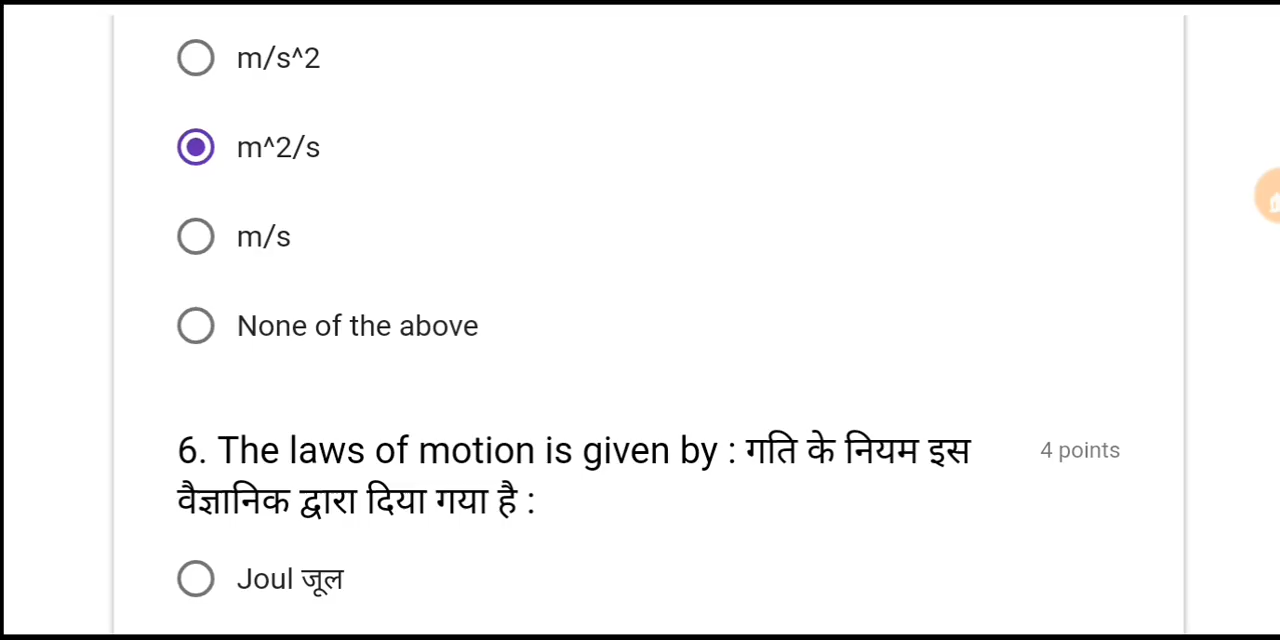 m/s^2
m^2/s
m/s
None of the above
6. The laws of motion is given by : गति के नियम इस
4 points
वैज्ञानिक द्वारा दिया गया है :
Joul जूल